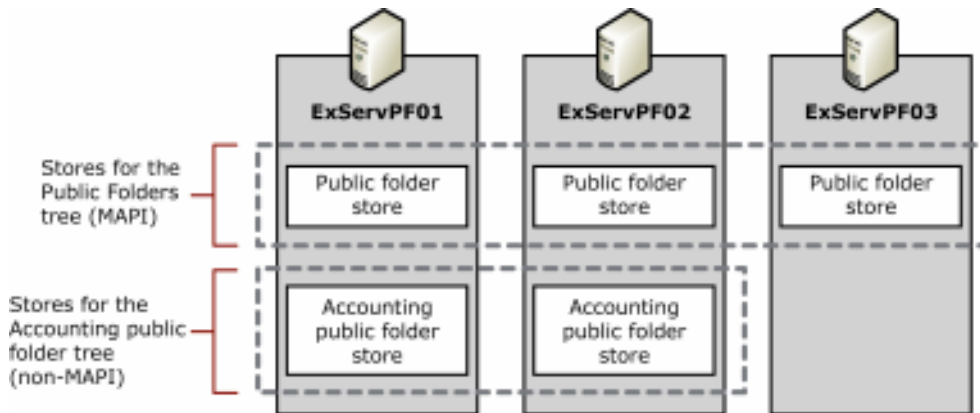 ExServPF01
ExServPF02
ExServPF03
Stores for the
Public Folders
tree (MAPI)
Public folder
store
Public folder
store
Public folder
store
Stores for the
Accounting public
folder tree
(non-MAPI)
Accounting
public folder
store
Accounting
public folder
store